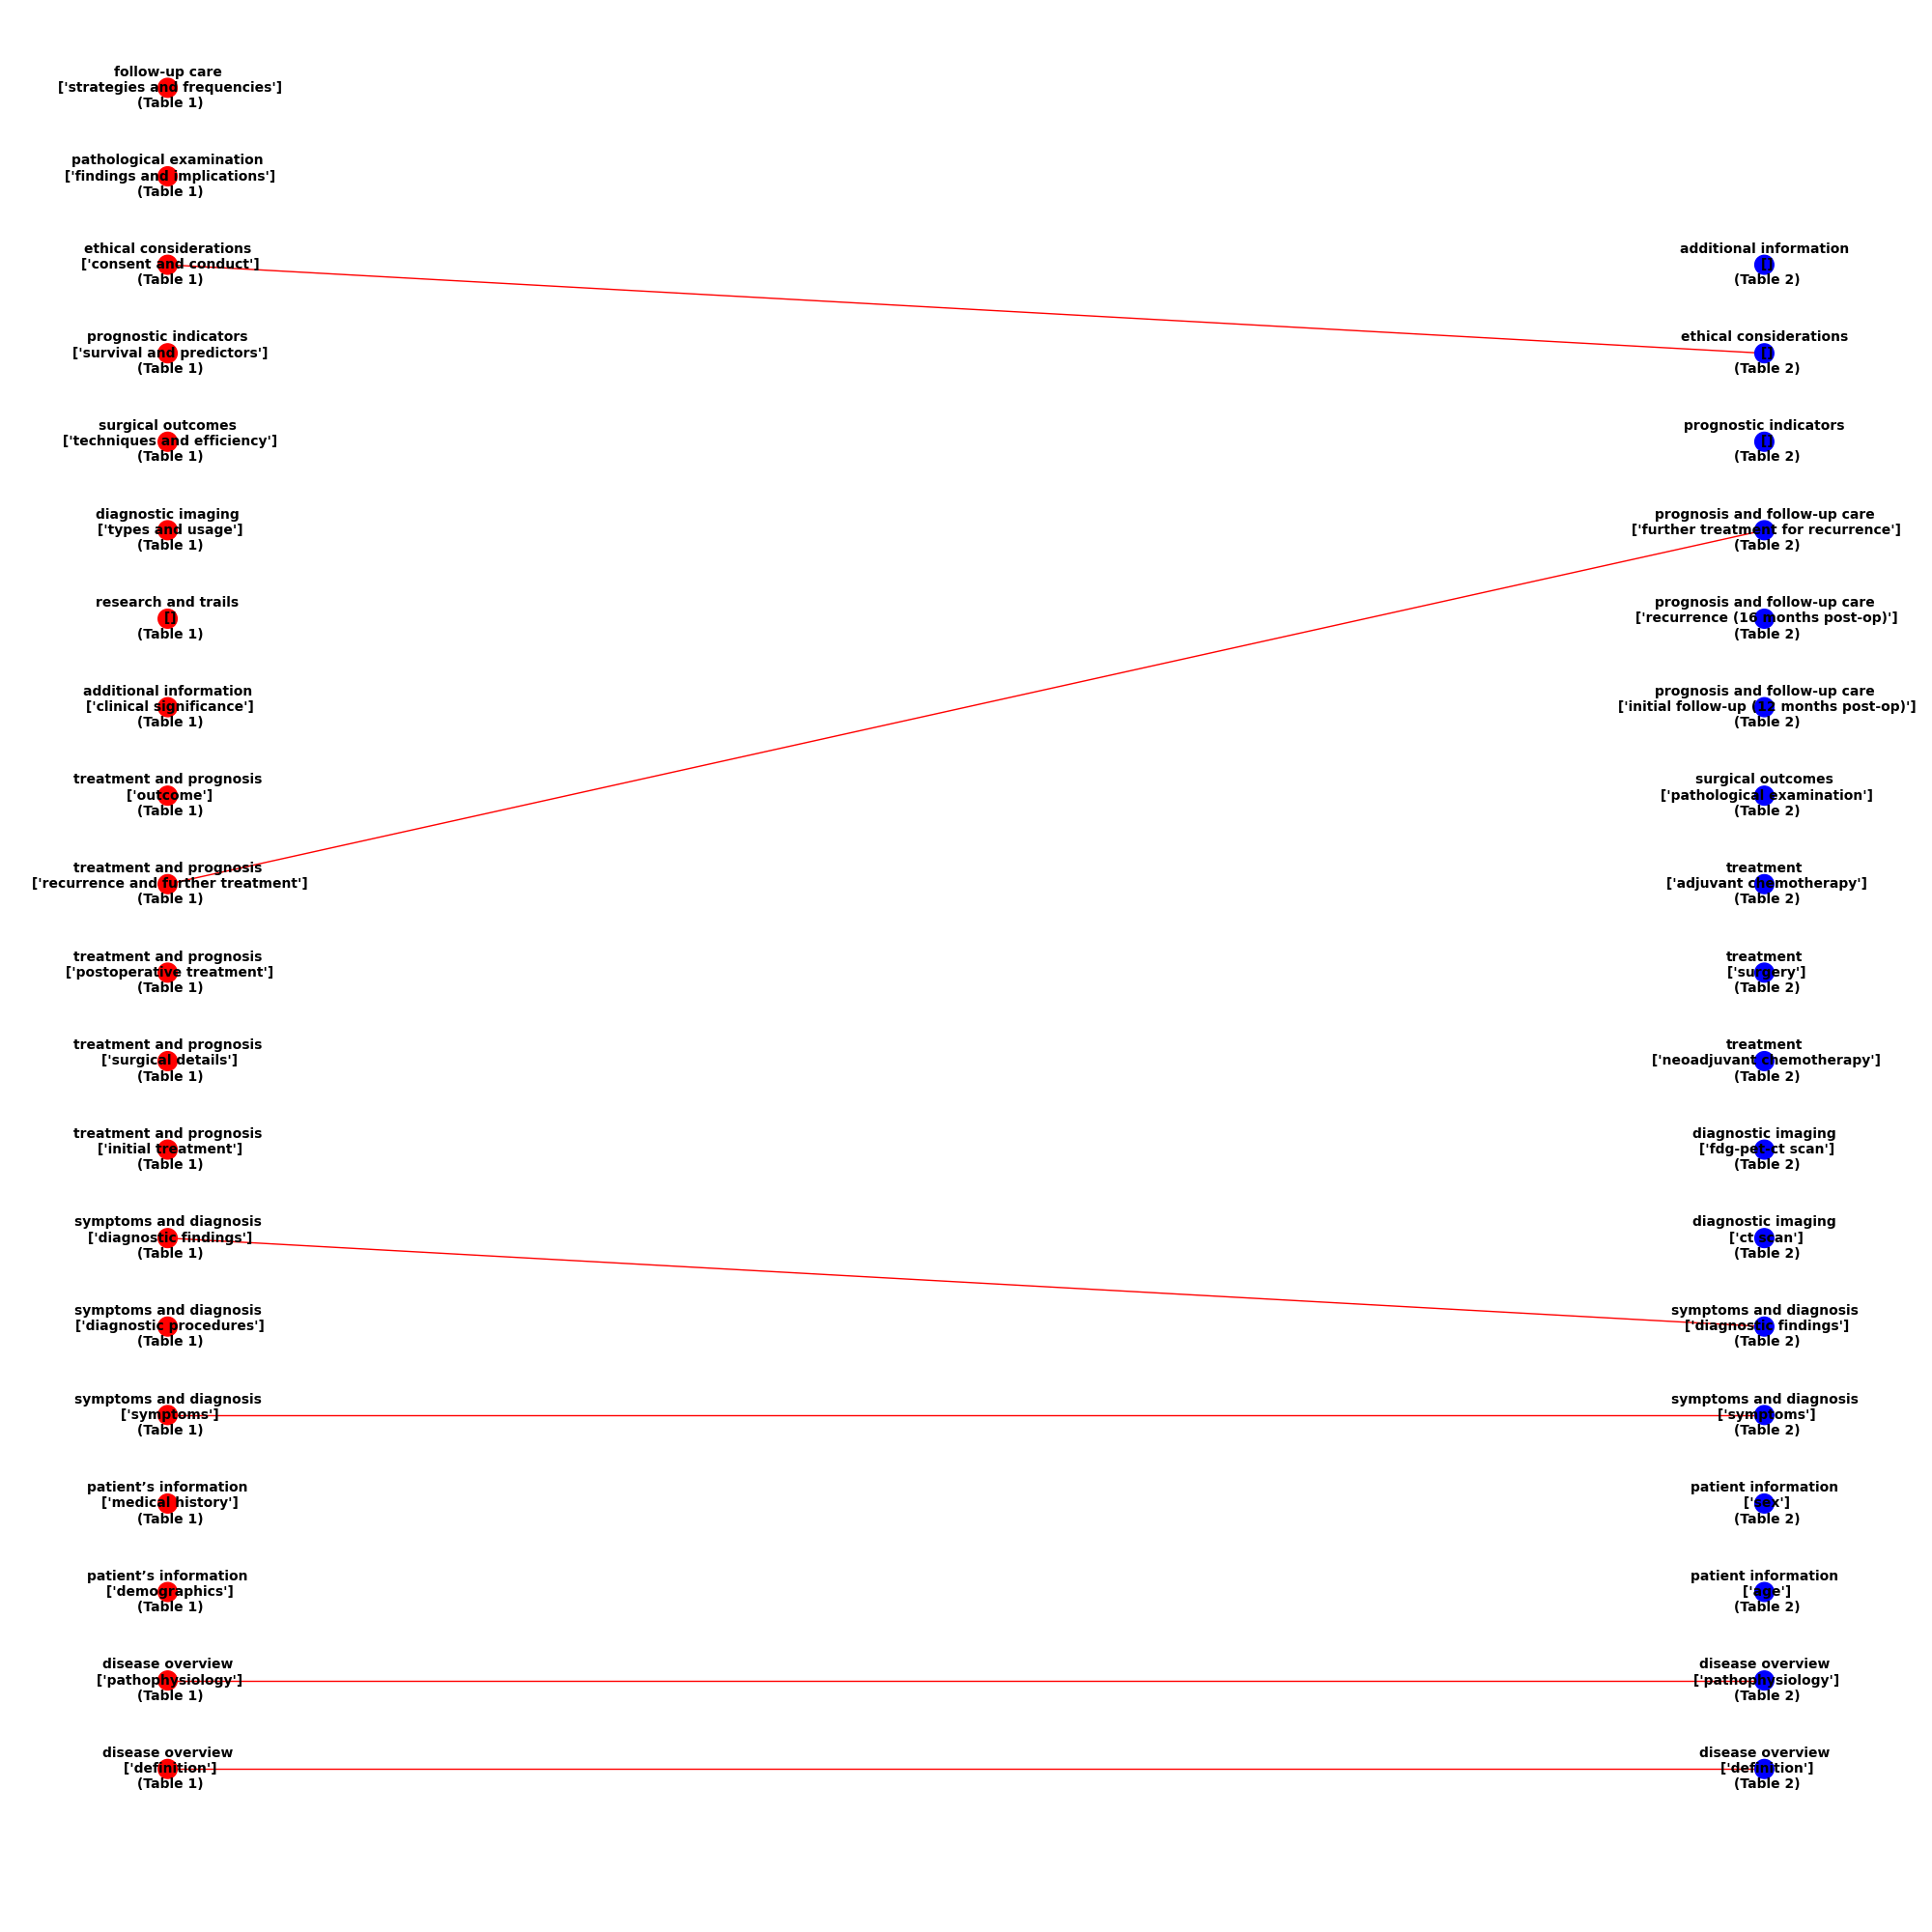 follow-up care
['strategies and frequencies']
(Table 1)
pathological examination
['findings and implications']
(Table 1)
ethical considerations
['consent and conduct']
(Table 1)
prognostic indicators
['survival and predictors']
(Table 1)
surgical outcomes
['techniques and efficiency']
(Table 1)
diagnostic imaging
['types and usage']
(Table 1)
research and trails
[]
(Table 1)
additional information
['clinical significance']
(Table 1)
treatment and prognosis
['outcome']
(Table 1)
treatment and prognosis
['recurrence and further treatment']
(Table 1)
treatment and prognosis
['postoperative treatment']
(Table 1)
treatment and prognosis
['surgical details']
(Table 1)
treatment and prognosis
['initial treatment']
(Table 1)
symptoms and diagnosis
['diagnostic findings']
(Table 1)
symptoms and diagnosis
['diagnostic procedures']
(Table 1)
symptoms and diagnosis
['symptoms']
(Table 1)
patient’s information
['medical history']
(Table 1)
patient’s information
['demographics']
(Table 1)
disease overview
['pathophysiology']
(Table 1)
disease overview
['definition']
(Table 1)
additional information
[]
(Table 2)
ethical considerations
[]
(Table 2)
prognostic indicators
[]
(Table 2)
prognosis and follow-up care
['further treatment for recurrence']
(Table 2)
prognosis and follow-up care
['recurrence (16 months post-op)']
(Table 2)
prognosis and follow-up care
['initial follow-up (12 months post-op)']
(Table 2)
surgical outcomes
['pathological examination']
(Table 2)
treatment
['adjuvant chemotherapy']
(Table 2)
treatment
['surgery']
(Table 2)
treatment
['neoadjuvant chemotherapy']
(Table 2)
diagnostic imaging
['fdg-pet-ct scan']
(Table 2)
diagnostic imaging
['ct scan']
(Table 2)
symptoms and diagnosis
['diagnostic findings']
(Table 2)
symptoms and diagnosis
['symptoms']
(Table 2)
patient information
['sex']
(Table 2)
patient information
['age']
(Table 2)
disease overview
['pathophysiology']
(Table 2)
disease overview
['definition']
(Table 2)